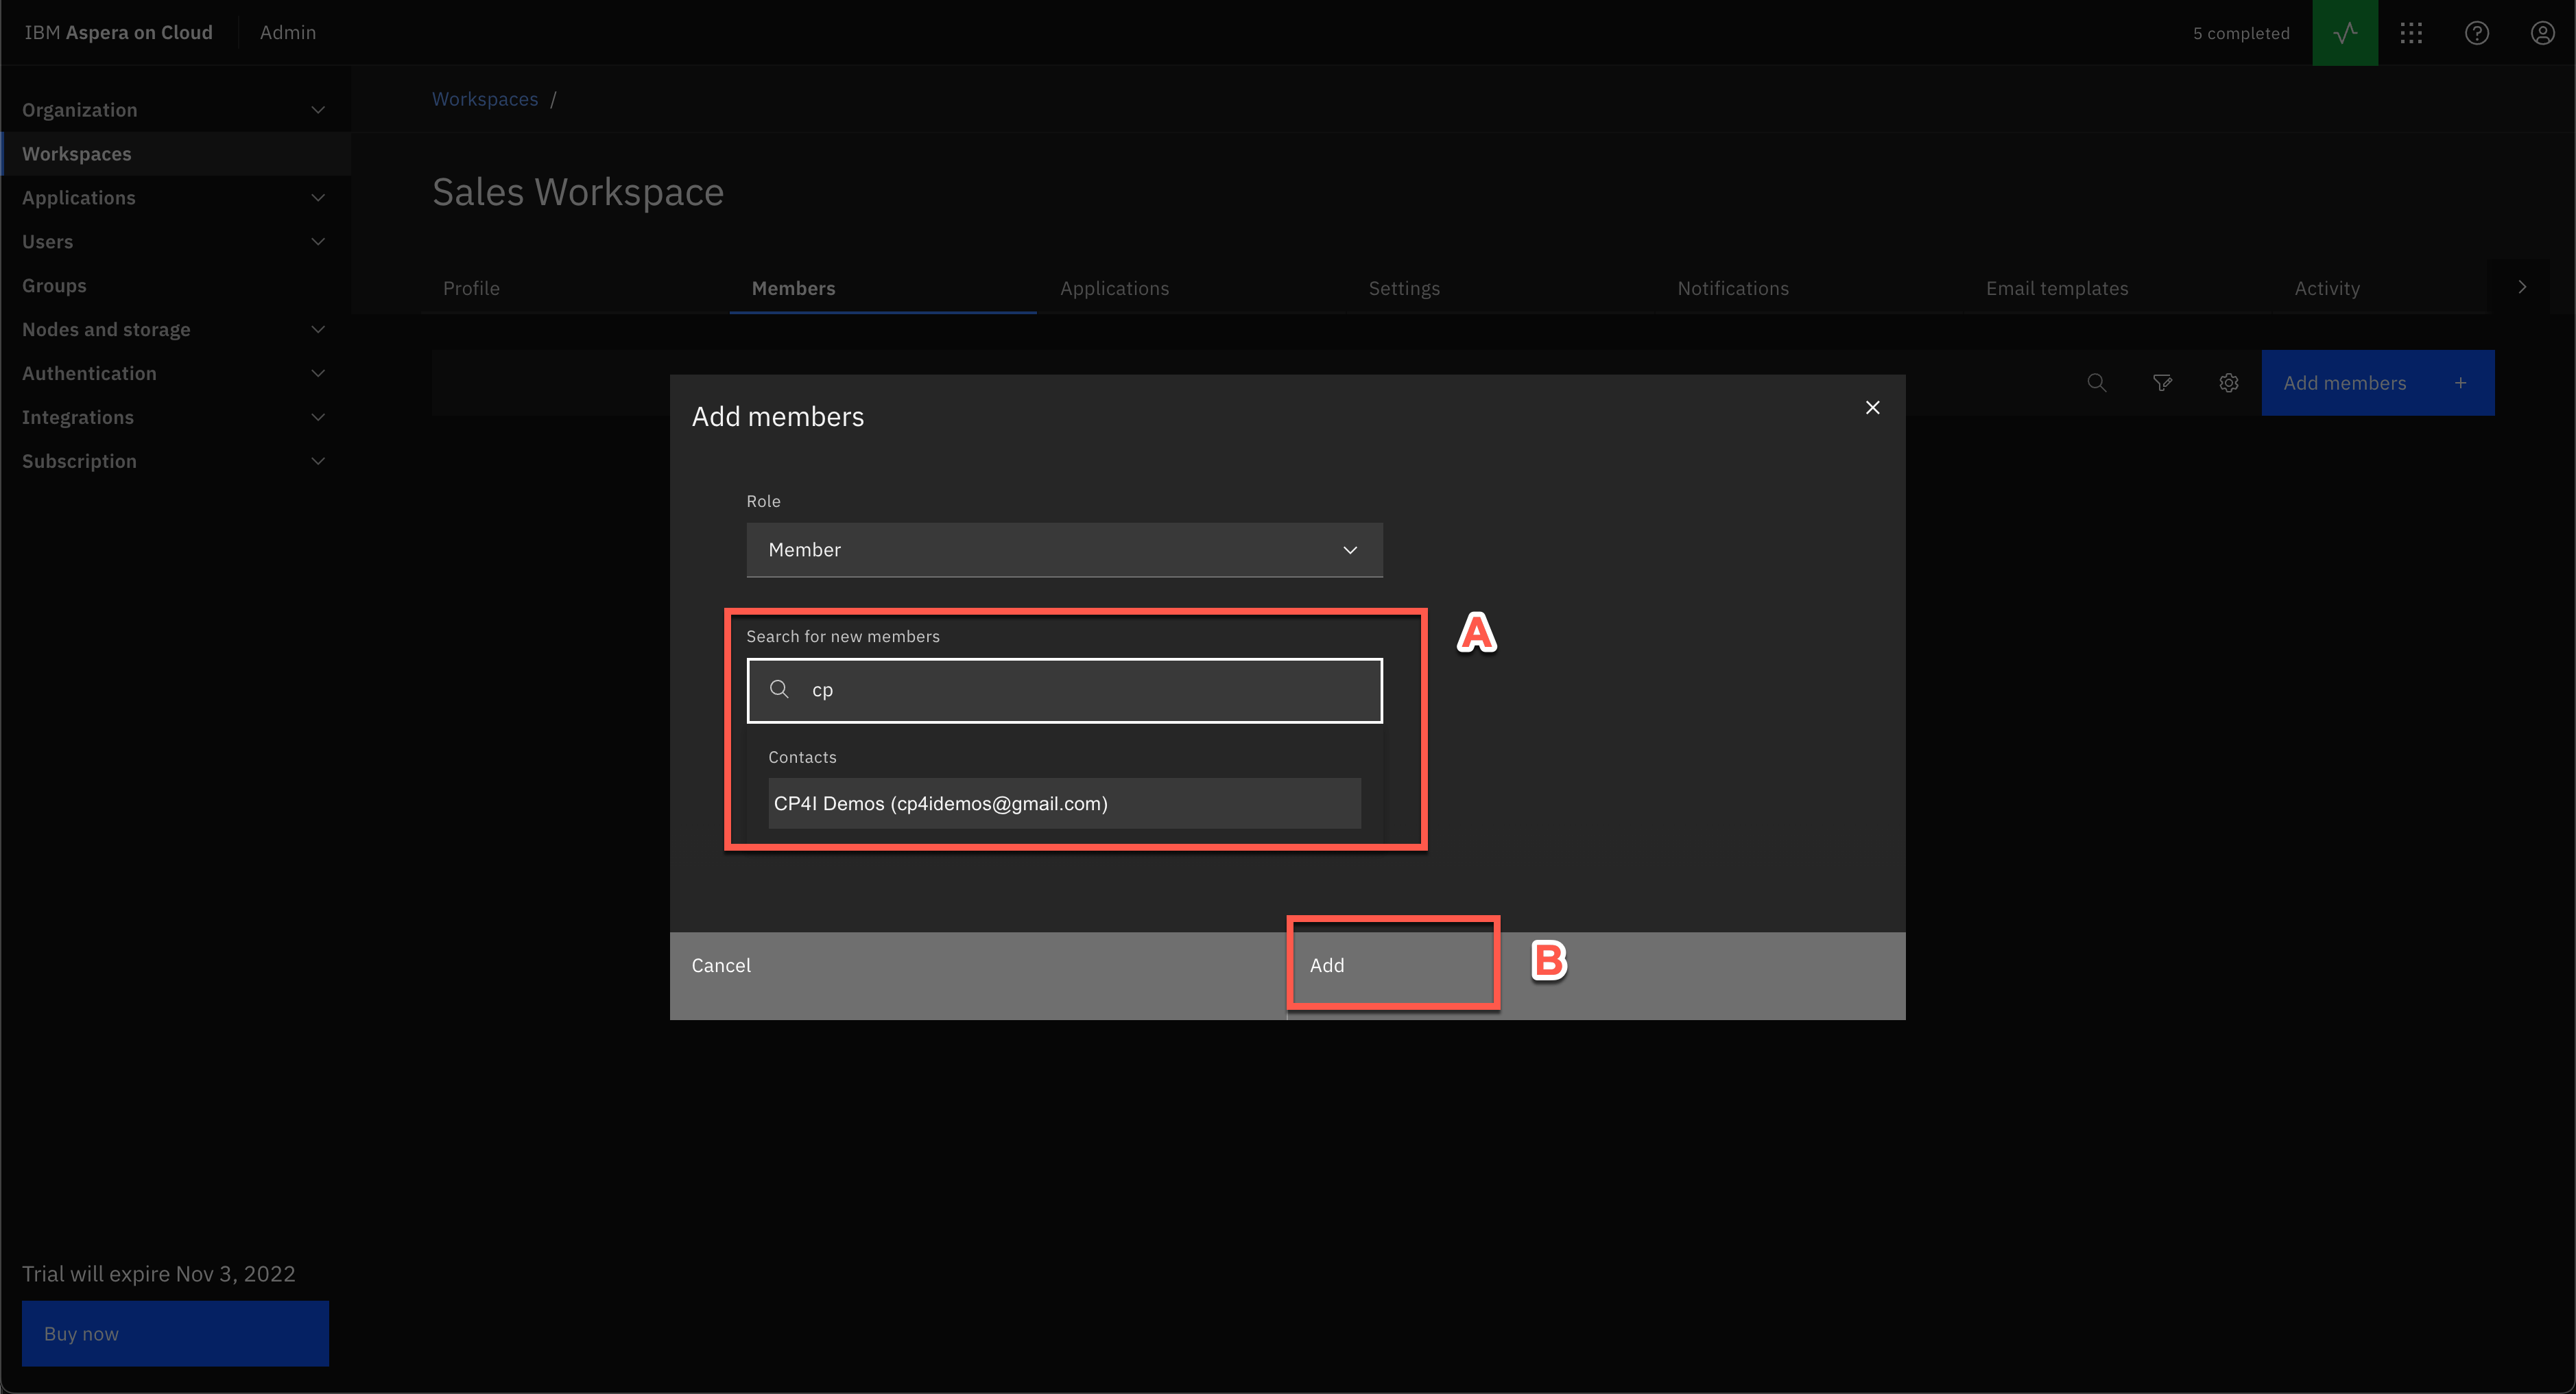 IBM Aspera on Cloud
Admin
5 completed
Organization
Workspaces
Applications
Users
Groups
Nodes and storage
Authentication
Integrations
Subscription
Trial will expire Nov 3, 2022
Buy now
Workspaces /
Sales Workspace
Profile
Members
Applications
Settings
Notifications
Email templates
Activity
Add members +
Add members
Role
Member
Search for new members
cp
Contacts
CP4I Demos (cp4idemos@gmail.com)
A
Cancel
Add
B